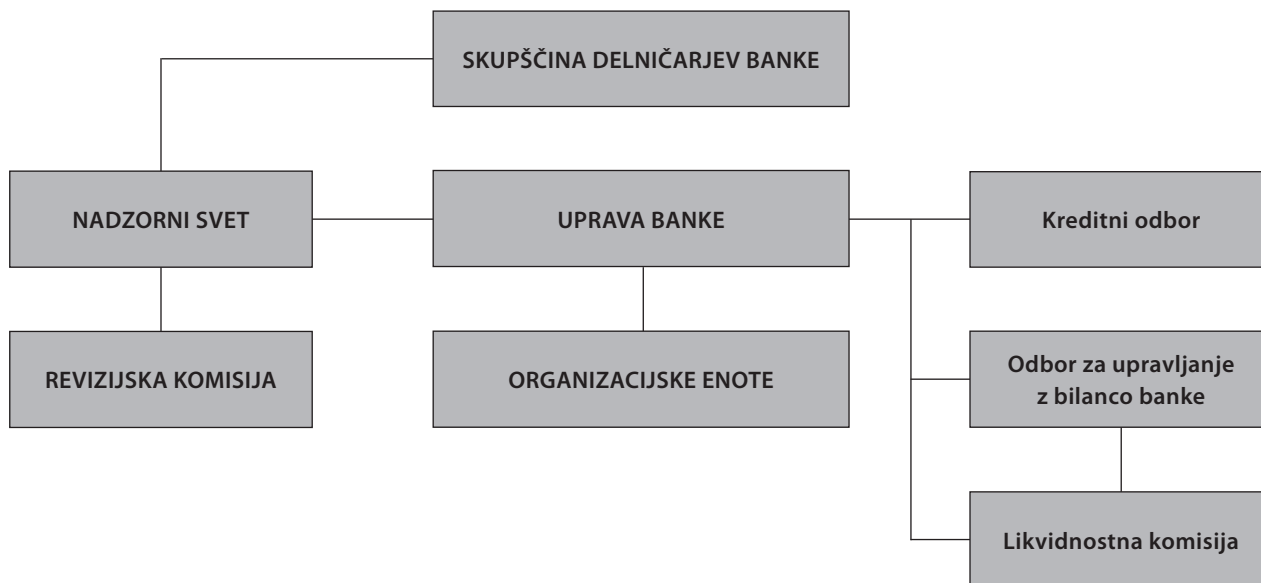 SKUPŠČINA DELNIČARJEV BANKE
NADZORNI SVET
UPRAVA BANKE
Kreditni odbor
REVIZIJSKA KOMISIJA
ORGANIZACIJSKE ENOTE
Odbor za upravljanje
z bilanco banke
Likvidnostna komisija